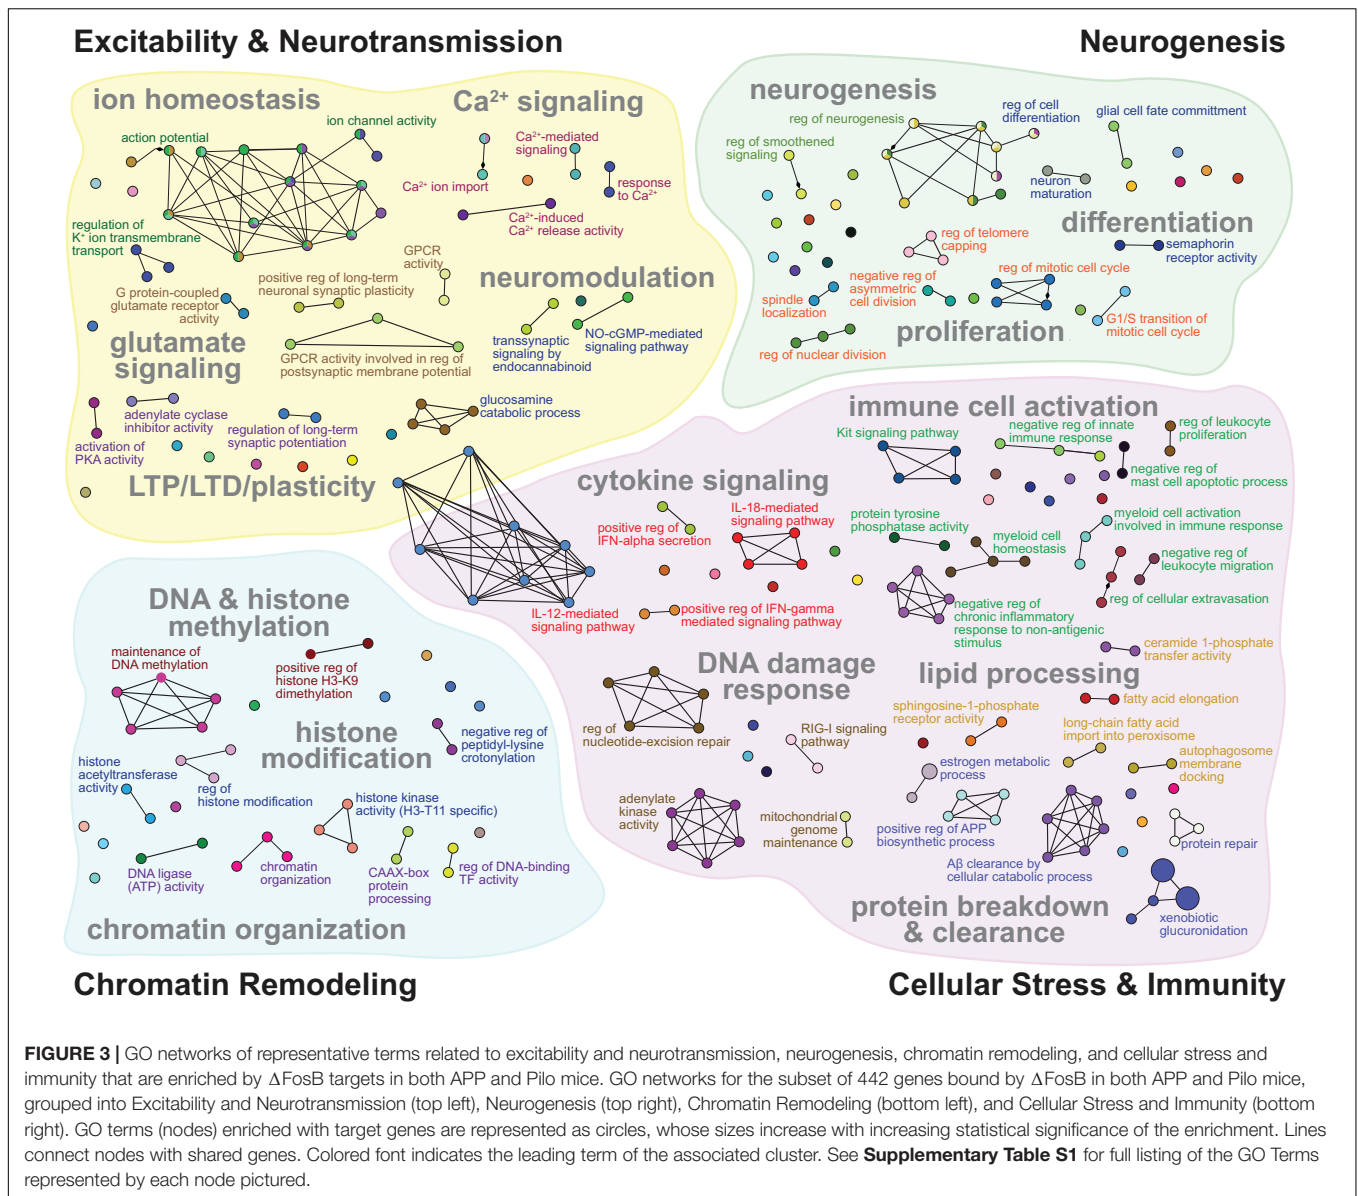 Excitability & Neurotransmission
Neurogenesis
ion homeostasis
Ca²⁺ signaling
action potential
ion channel activity
Ca²⁺-mediated
signaling
Ca²⁺ ion import
response
to Ca²⁺
Ca²⁺-induced
Ca²⁺ release activity
regulation of
K⁺ ion transmembrane
transport
GPCR
activity
neuromodulation
positive reg of long-term
neuronal synaptic plasticity
G protein-coupled
glutamate receptor
activity
glutamate
signaling
GPCR activity involved in reg of
postsynaptic membrane potential
transsynaptic
signaling by
endocannabinoid
NO-cGMP-mediated
signaling pathway
adenylate cyclase
inhibitor activity
regulation of long-term
synaptic potentiation
glucosamine
catabolic process
activation of
PKA activity
LTP/LTD/plasticity
neurogenesis
reg of neurogenesis
reg of cell
differentiation
glial cell fate committment
reg of smoothened
signaling
neuron
maturation
differentiation
reg of telomere
capping
semaphorin
receptor activity
reg of mitotic cell cycle
negative reg of
asymmetric
cell division
spindle
localization
G1/S transition of
mitotic cell cycle
proliferation
reg of nuclear division
immune cell activation
Kit signaling pathway
negative reg of innate
immune response
reg of leukocyte
proliferation
negative reg of
mast cell apoptotic process
cytokine signaling
positive reg of
IFN-alpha secretion
IL-18-mediated
signaling pathway
protein tyrosine
phosphatase activity
myeloid cell
homeostasis
myeloid cell activation
involved in immune response
negative reg of
leukocyte migration
reg of cellular extravasation
IL-12-mediated
signaling pathway
positive reg of IFN-gamma
mediated signaling pathway
negative reg of
chronic inflammatory
response to non-antigenic
stimulus
ceramide 1-phosphate
transfer activity
DNA damage
response
lipid processing
reg of
nucleotide-excision repair
RIG-I signaling
pathway
sphingosine-1-phosphate
receptor activity
fatty acid elongation
long-chain fatty acid
import into peroxisome
autophagosome
membrane
docking
estrogen metabolic
process
adenylate
kinase
activity
mitochondrial
genome
maintenance
positive reg of APP
biosynthetic process
protein repair
Aβ clearance by
cellular catabolic process
protein breakdown
& clearance
xenobiotic
glucuronidation
DNA & histone
methylation
maintenance of
DNA methylation
positive reg of
histone H3-K9
dimethylation
histone
modification
negative reg of
peptidyl-lysine
crotonylation
histone
acetyltransferase
activity
reg of
histone modification
histone kinase
activity (H3-T11 specific)
DNA ligase
(ATP) activity
chromatin
organization
CAAX-box
protein
processing
reg of DNA-binding
TF activity
chromatin organization
Chromatin Remodeling
Cellular Stress & Immunity
FIGURE 3 | GO networks of representative terms related to excitability and neurotransmission, neurogenesis, chromatin remodeling, and cellular stress and
immunity that are enriched by ΔFosB targets in both APP and Pilo mice. GO networks for the subset of 442 genes bound by ΔFosB in both APP and Pilo mice,
grouped into Excitability and Neurotransmission (top left), Neurogenesis (top right), Chromatin Remodeling (bottom left), and Cellular Stress and Immunity (bottom
right). GO terms (nodes) enriched with target genes are represented as circles, whose sizes increase with increasing statistical significance of the enrichment. Lines
connect nodes with shared genes. Colored font indicates the leading term of the associated cluster. See Supplementary Table S1 for full listing of the GO Terms
represented by each node pictured.